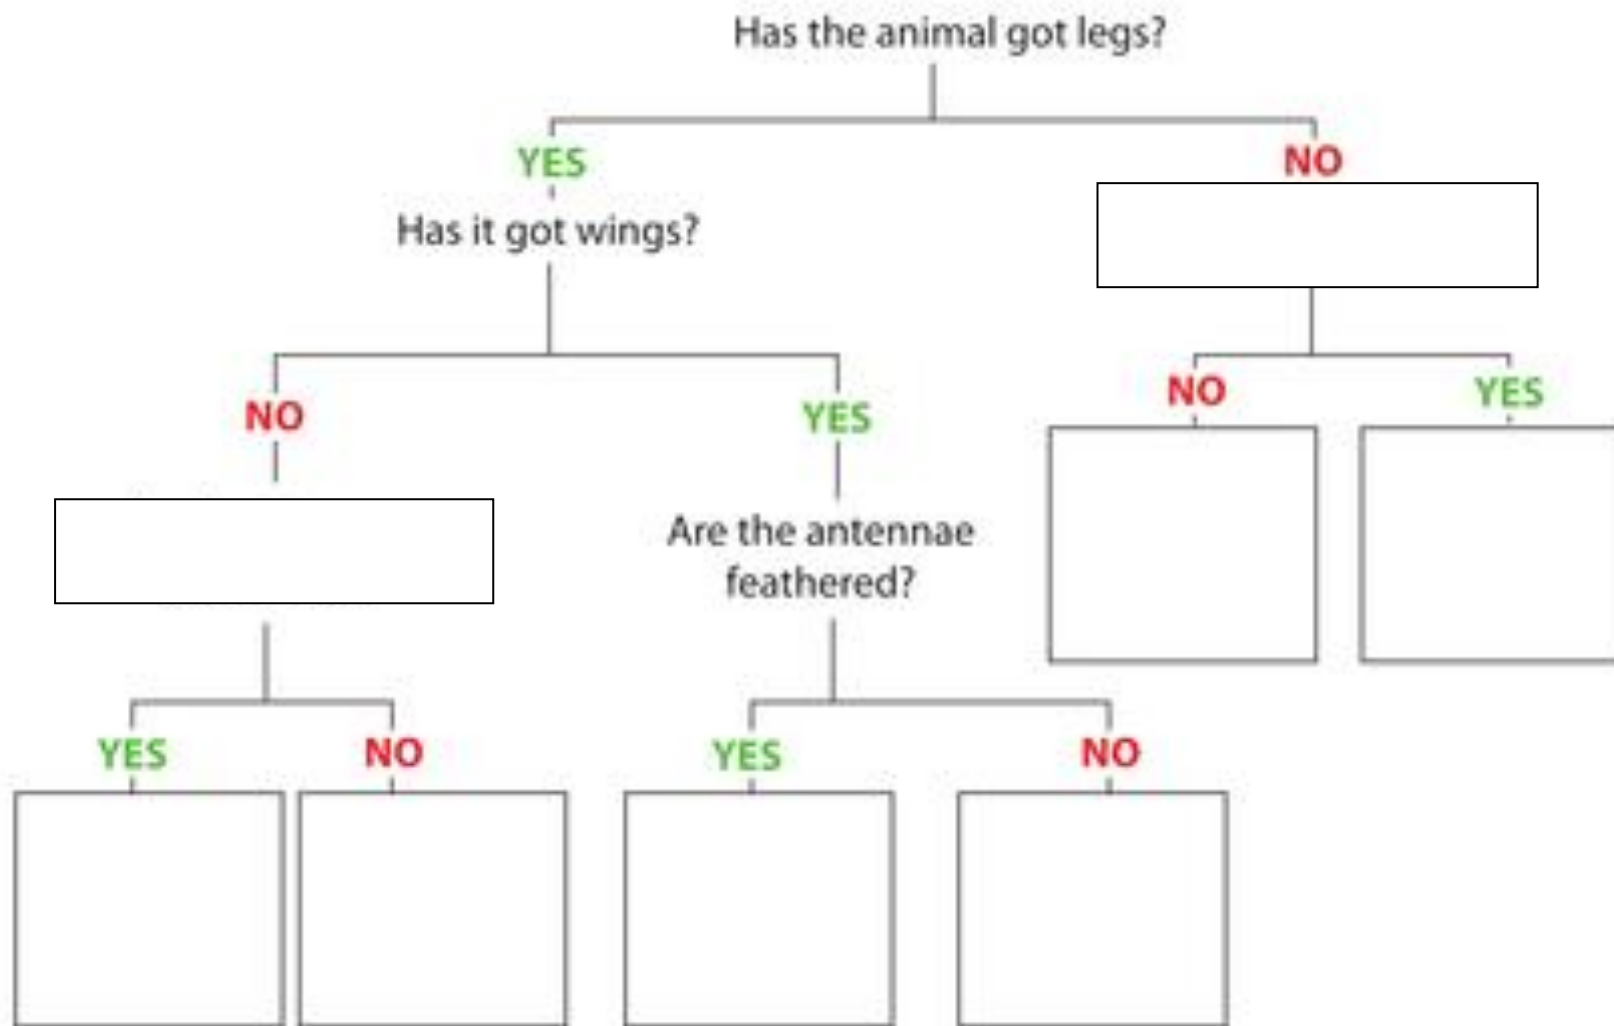 Has the animal got legs?
YES
NO
Has it got wings?
NO
YES
NO
YES
Are the antennae
feathered?
YES
NO
YES
NO